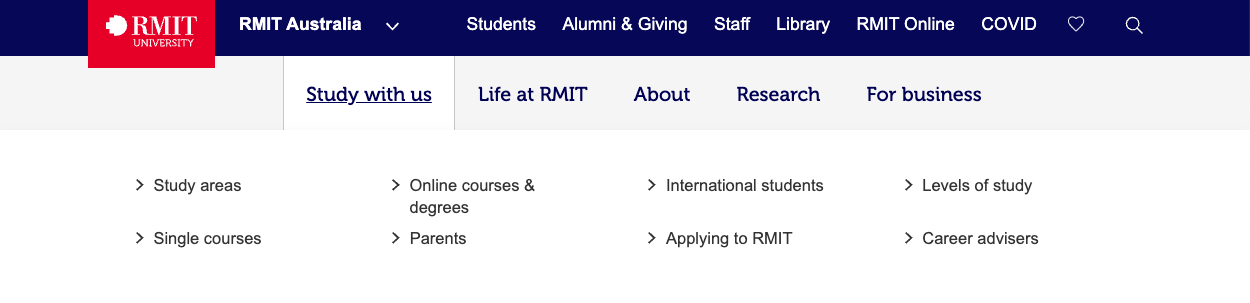 RMIT
UNIVERSITY
RMIT Australia
Students Alumni & Giving Staff Library RMIT Online COVID
Study with us Life at RMIT About Research For business
Study areas
Online courses &
degrees
International students
Levels of study
Single courses
Parents
Applying to RMIT
Career advisers